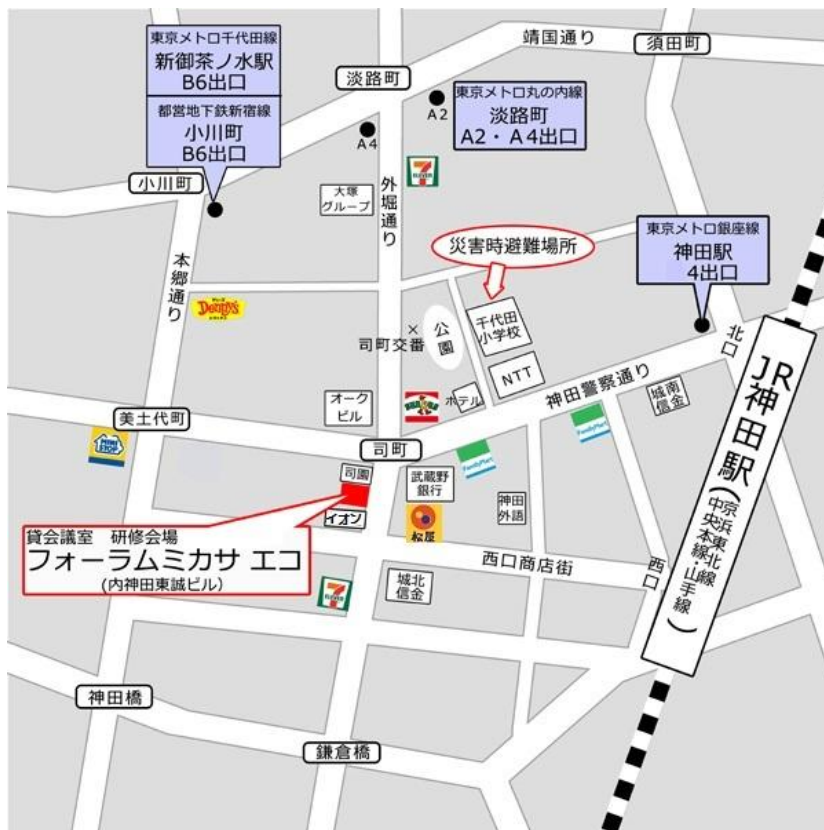 東京メトロ千代田線
新御茶ノ水駅
B6出口
都営地下鉄新宿線
小川町
B6出口
靖国通り
須田町
淡路町
A2
A4
東京メトロ丸の内線
淡路町
A2・A4出口
小川町
大塚
グループ
外堀通り
7
ELEVEN
災害時避難場所
東京メトロ銀座線
神田駅
4出口
本郷通り
Denny's
×
司町交番
公園
千代田
小学校
NTT
北口
神田警察通り
城南
信金
オーク
ビル
ホテル
美土代町
MINI
STOP
司町
FamilyMart
FamilyMart
司園
武蔵野
銀行
神田
外語
イオン
松屋
貸会議室 研修会場
フォーラムミカサ エコ
(内神田東誠ビル)
西口商店街
西口
7
ELEVEN
城北
信金
JR神田駅
(京浜東北線
中央本線・山手線)
神田橋
鎌倉橋